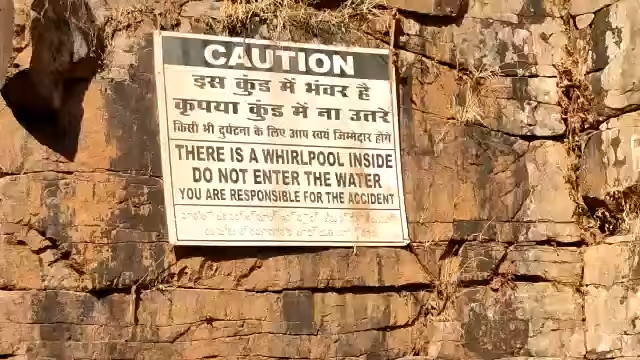 CAUTION
इस कुंड में भंवर है
कृपया कुंड में ना उतरे
किसी भी दुर्घटना के लिए आप स्वयं जिम्मेदार होंगे
THERE IS A WHIRLPOOL INSIDE
DO NOT ENTER THE WATER
YOU ARE RESPONSIBLE FOR THE ACCIDENT